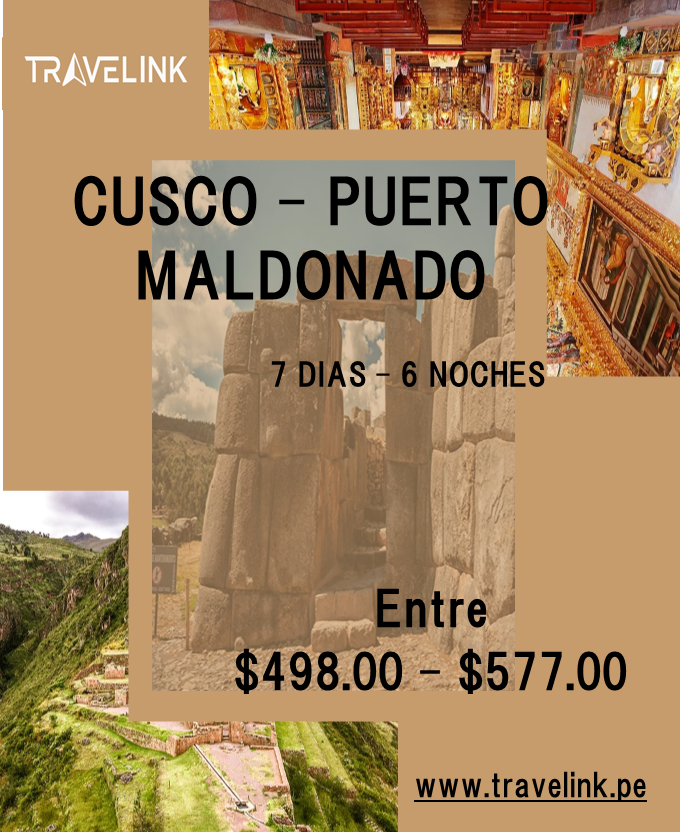 TRAVELINK
CUSCO – PUERTO
MALDONADO
7 DIAS – 6 NOCHES
Entre
$498.00 – $577.00
www.travelink.pe